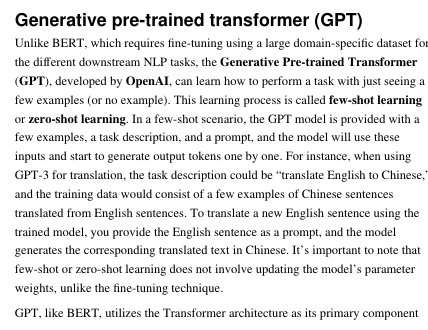 Generative pre-trained transformer (GPT)
Unlike BERT, which requires fine-tuning using a large domain-specific dataset for
the different downstream NLP tasks, the Generative Pre-trained Transformer
(GPT), developed by OpenAI, can learn how to perform a task with just seeing a
few examples (or no example). This learning process is called few-shot learning
or zero-shot learning. In a few-shot scenario, the GPT model is provided with a
few examples, a task description, and a prompt, and the model will use these
inputs and start to generate output tokens one by one. For instance, when using
GPT-3 for translation, the task description could be “translate English to Chinese,”
and the training data would consist of a few examples of Chinese sentences
translated from English sentences. To translate a new English sentence using the
trained model, you provide the English sentence as a prompt, and the model
generates the corresponding translated text in Chinese. It’s important to note that
few-shot or zero-shot learning does not involve updating the model’s parameter
weights, unlike the fine-tuning technique.
GPT, like BERT, utilizes the Transformer architecture as its primary component